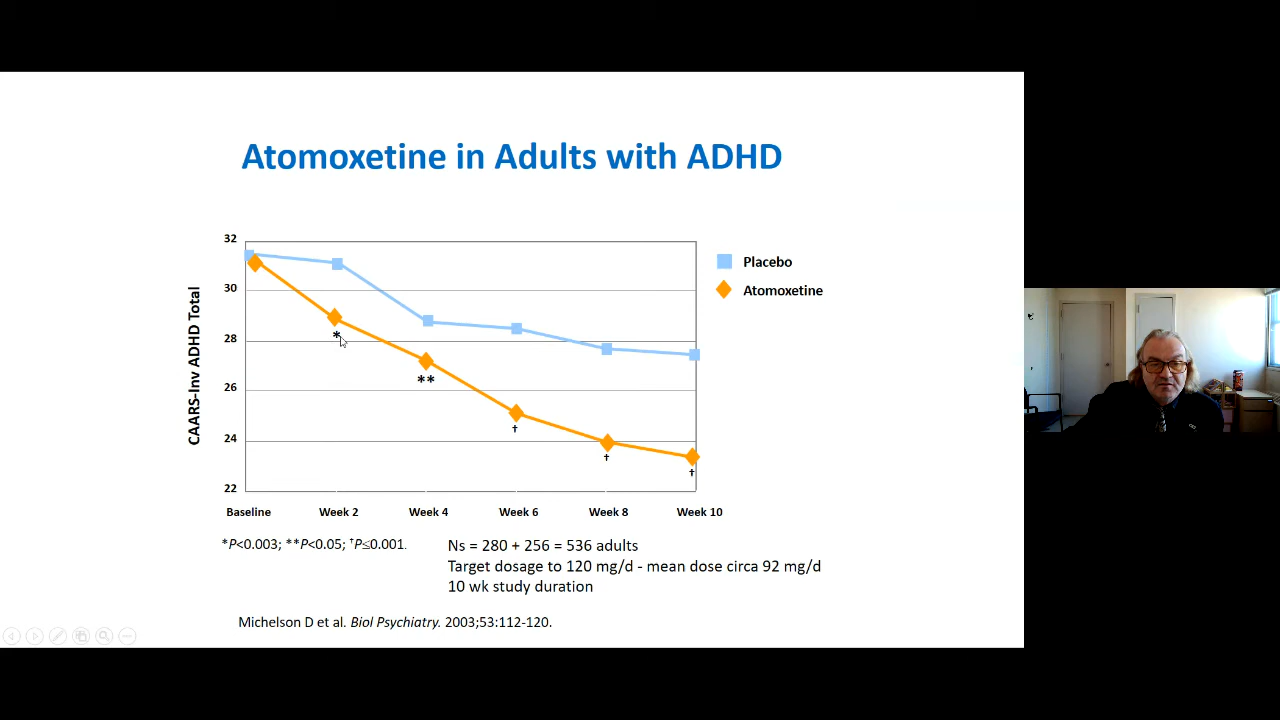 Atomoxetine in Adults with ADHD
32
30
28
26
24
22
CAARS-Inv ADHD Total
Placebo
Atomoxetine
*
**
†
†
†
Baseline Week 2 Week 4 Week 6 Week 8 Week 10
*P<0.003; **P<0.05; †P≤0.001.
Ns = 280 + 256 = 536 adults
Target dosage to 120 mg/d - mean dose circa 92 mg/d
10 wk study duration
Michelson D et al. Biol Psychiatry. 2003;53:112-120.